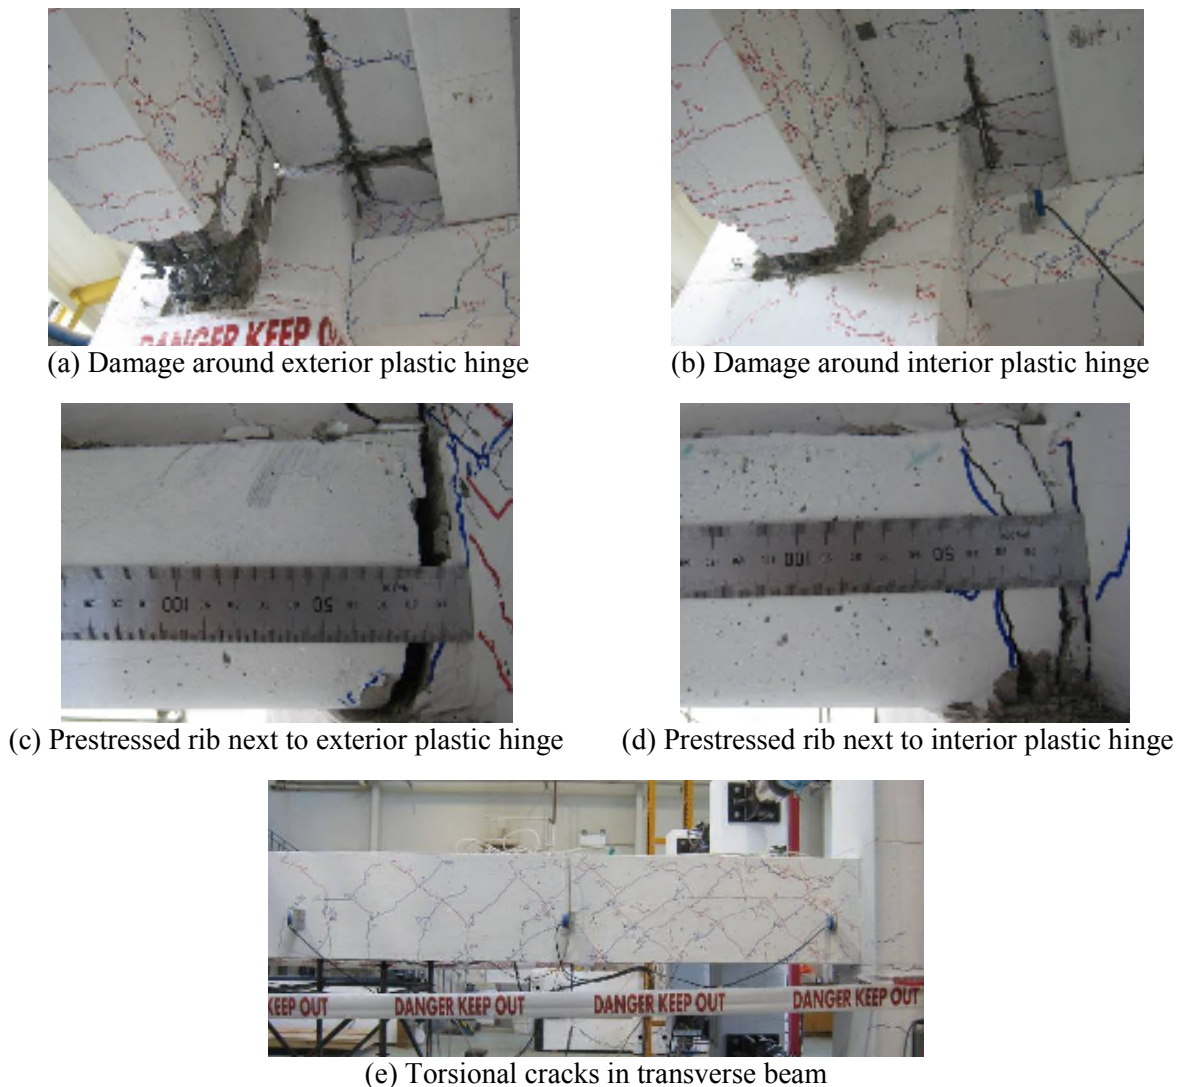 DANGER KEEP OUT
(a) Damage around exterior plastic hinge
(b) Damage around interior plastic hinge
100 50
100 50
(c) Prestressed rib next to exterior plastic hinge
(d) Prestressed rib next to interior plastic hinge
KEEP OUT DANGER KEEP OUT DANGER KEEP OUT DANGER KEEP OUT
(e) Torsional cracks in transverse beam